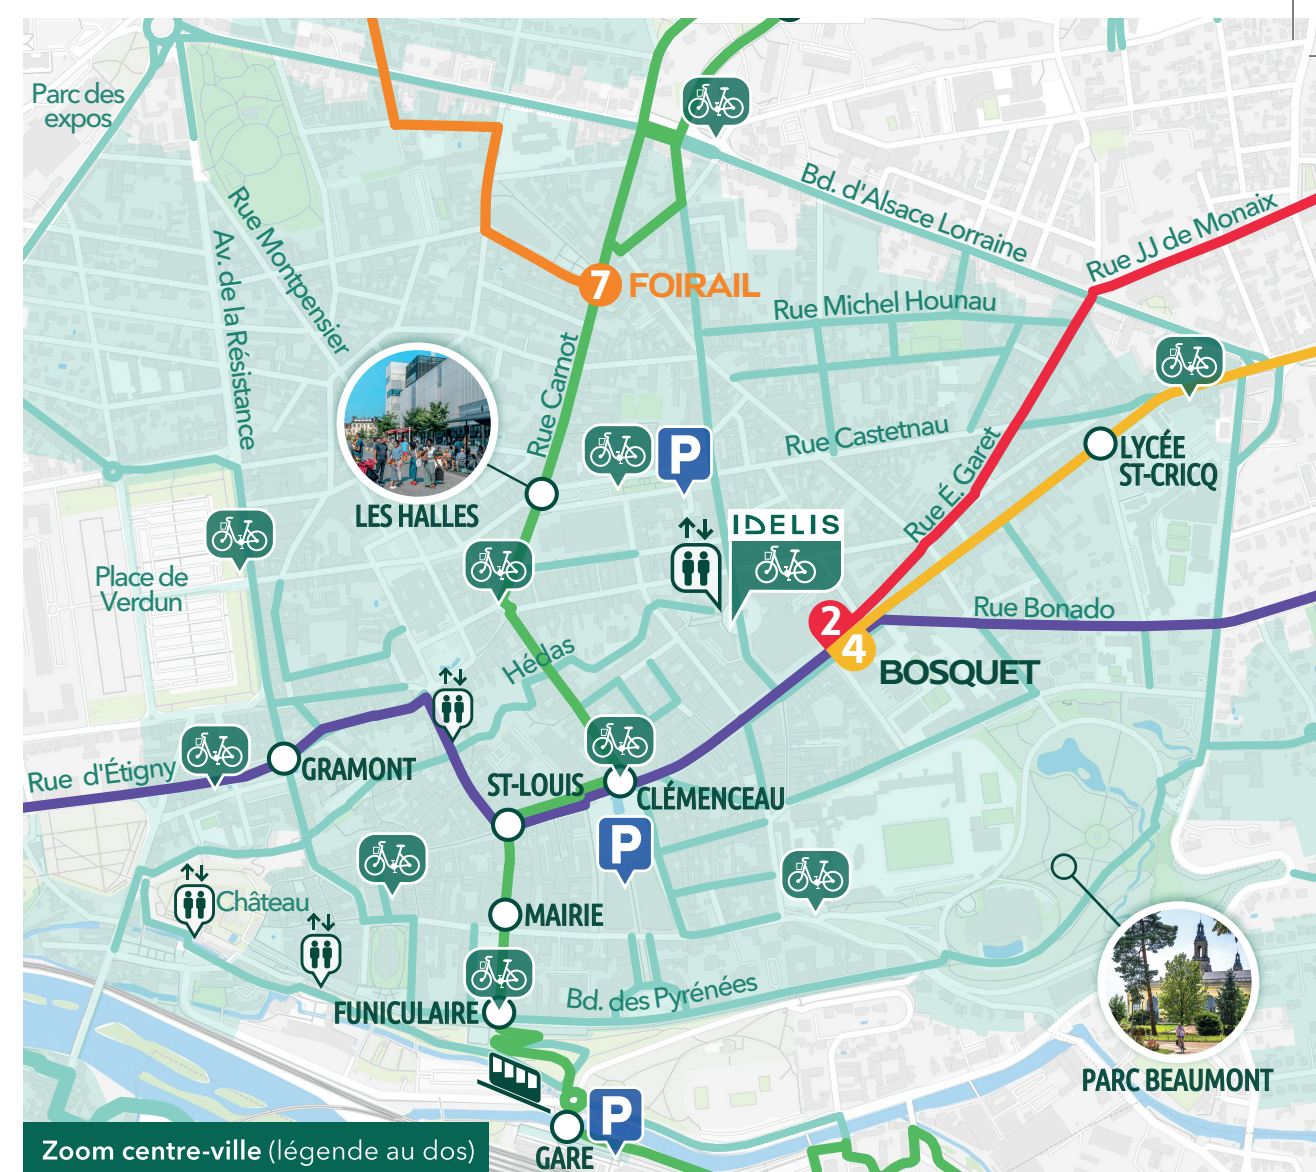 Parc des
expos
Rue Montpensier
Av. de la Résistance
Bd. d'Alsace Lorraine
Rue JJ de Monaix
7 FOIRAIL
Rue Michel Hounau
Rue Carnot
Rue Castetnau
Rue É. Garet
LYCÉE
ST-CRICQ
P
LES HALLES
IDELIS
Place de
Verdun
Rue Bonado
2
4
BOSQUET
Hédas
Rue d'Étigny
GRAMONT
ST-LOUIS
CLÉMENCEAU
P
Château
MAIRIE
Bd. des Pyrénées
FUNICULAIRE
PARC BEAUMONT
P
GARE
Zoom centre-ville (légende au dos)